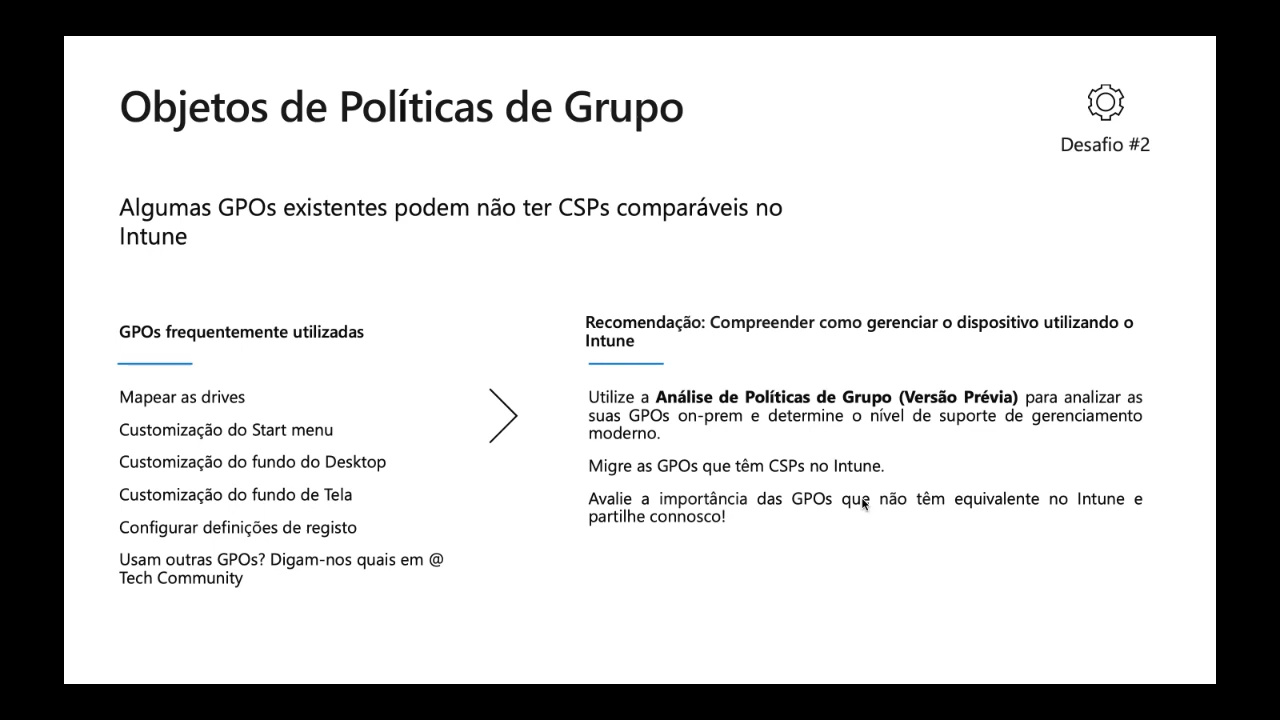 Objetos de Políticas de Grupo
Desafio #2
Algumas GPOs existentes podem não ter CSPs comparáveis no
Intune
GPOs frequentemente utilizadas
Mapear as drives
Customização do Start menu
Customização do fundo do Desktop
Customização do fundo de Tela
Configurar definições de registo
Usam outras GPOs? Digam-nos quais em @
Tech Community
Recomendação: Compreender como gerenciar o dispositivo utilizando o
Intune
Utilize a Análise de Políticas de Grupo (Versão Prévia) para analizar as
suas GPOs on-prem e determine o nível de suporte de gerenciamento
moderno.
Migre as GPOs que têm CSPs no Intune.
Avalie a importância das GPOs que não têm equivalente no Intune e
partilhe connosco!